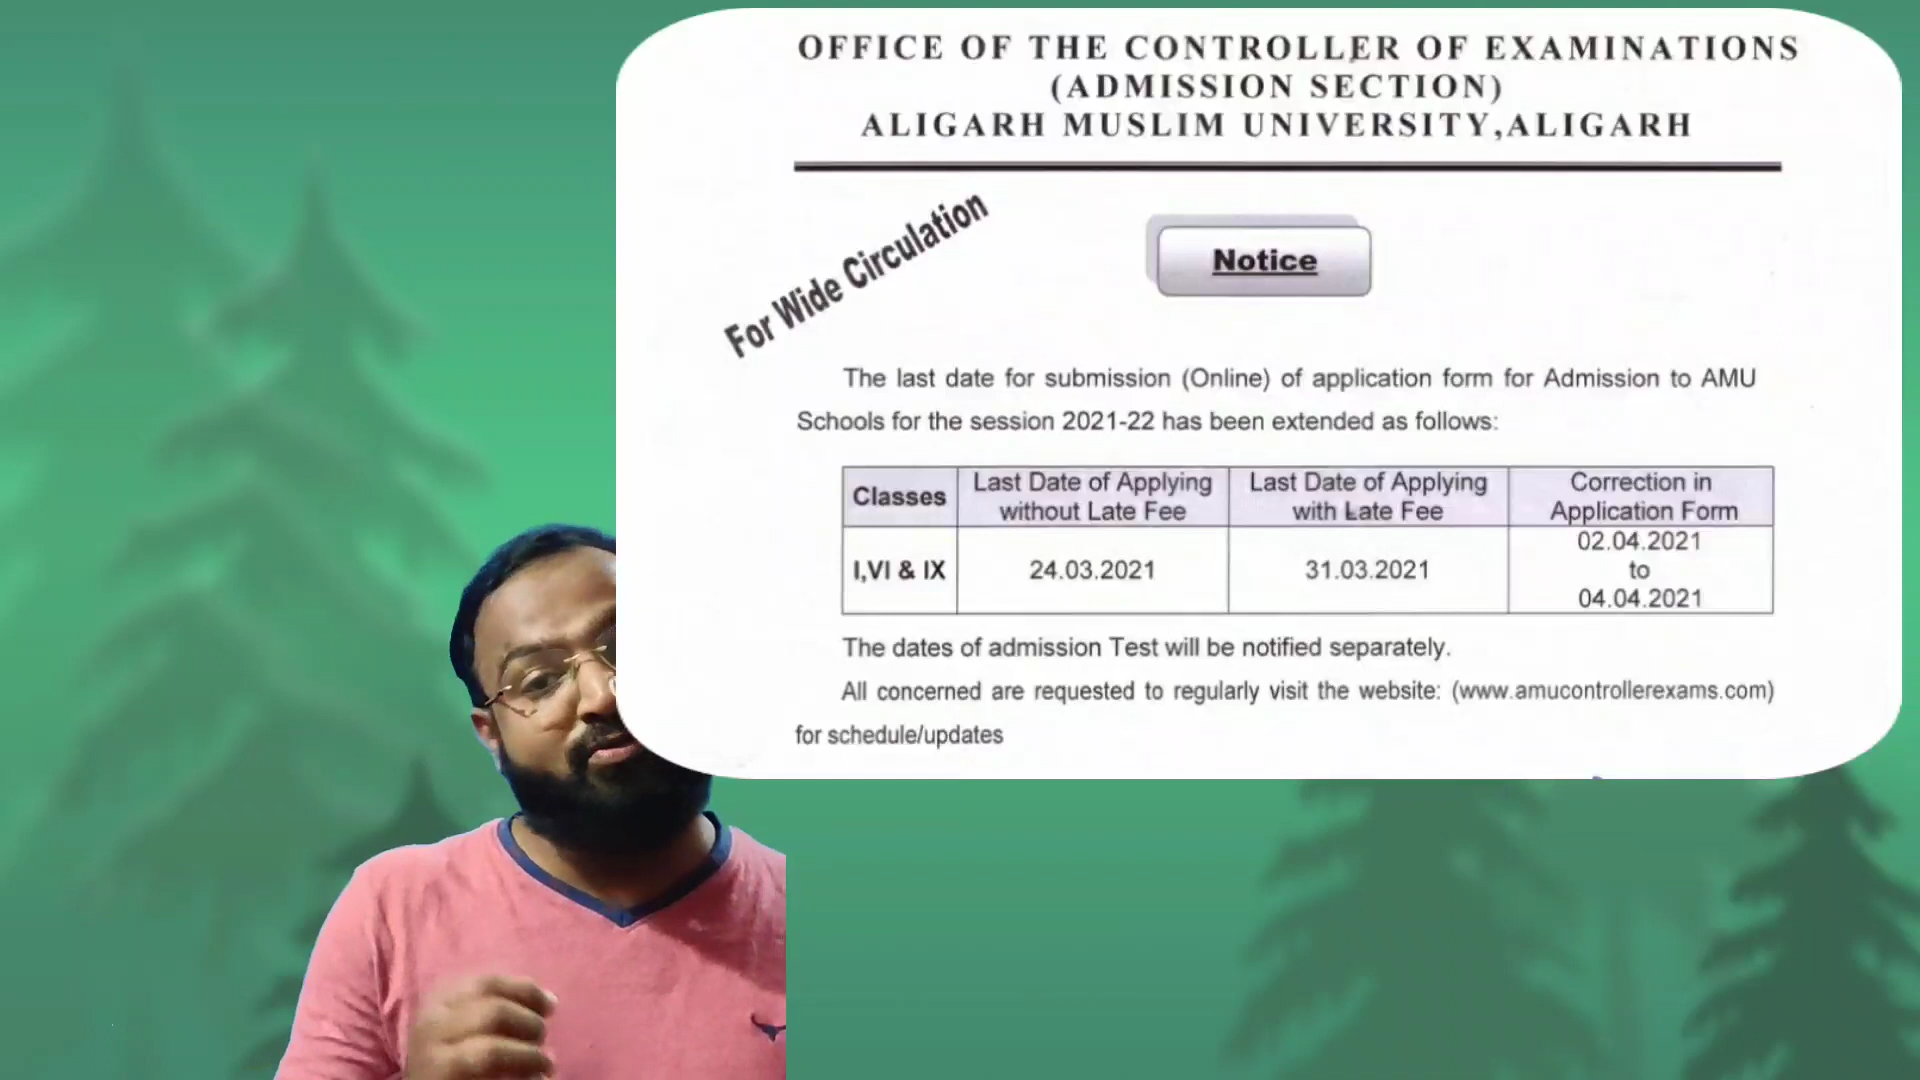 OFFICE OF THE CONTROLLER OF EXAMINATIONS
(ADMISSION SECTION)
ALIGARH MUSLIM UNIVERSITY,ALIGARH
For Wide Circulation
Notice
The last date for submission (Online) of application form for Admission to AMU
Schools for the session 2021-22 has been extended as follows:
Classes
Last Date of Applying
without Late Fee
Last Date of Applying
with Late Fee
Correction in
Application Form
I,VI & IX
24.03.2021
31.03.2021
02.04.2021
to
04.04.2021
The dates of admission Test will be notified separately.
All concerned are requested to regularly visit the website: (www.amucontrollerexams.com)
for schedule/updates